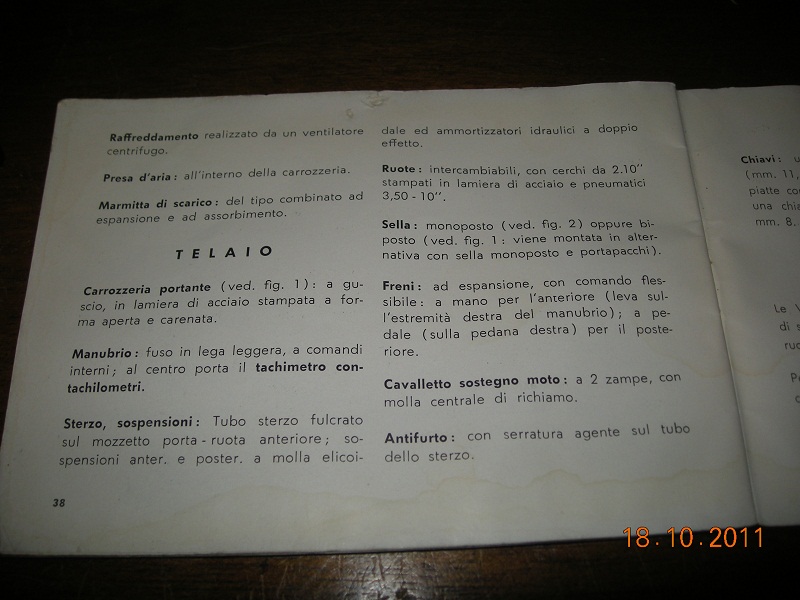 Raffreddamento realizzato da un ventilatore
centrifugo.
Presa d'aria: all'interno della carrozzeria.
Marmitta di scarico: del tipo combinato ad
espansione e ad assorbimento.
TELAIO
Carrozzeria portante (ved. fig. 1): a gu-
scio, in lamiera di acciaio stampata a for-
ma aperta e carenata.
Manubrio: fuso in lega leggera, a comandi
interni; al centro porta il tachimetro con-
tachilometri.
Sterzo, sospensioni: Tubo sterzo fulcrato
sul mozzetto porta-ruota anteriore; so-
spensioni anter. e poster. a molla elicoi-
38
dale ed ammortizzatori idraulici a doppio
effetto.
Ruote: intercambiabili, con cerchi da 2.10"
stampati in lamiera di acciaio e pneumatici
3,50 - 10".
Sella: monoposto (ved. fig. 2) oppure bi-
posto (ved. fig. 1: viene montata in alter-
nativa con sella monoposto e portapacchi).
Freni: ad espansione, con comando fles-
sibile: a mano per l'anteriore (leva sul-
l'estremità destra del manubrio); a pe-
dale (sulla pedana destra) per il poste-
riore.
Cavalletto sostegno moto: a 2 zampe, con
molla centrale di richiamo.
Antifurto: con serratura agente sul tubo
dello sterzo.
Chiavi: u
(mm. 11,
piatte co
una chia
mm. 8.
Le V
di s
ruo
18.10.2011